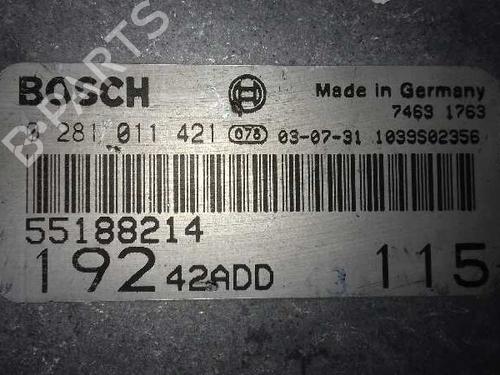 B-PARTS
BOSCH
Made in Germany
7463 1763
0 281 011 421 078 03-07-31 1039S02356
55188214
192 42ADD 115